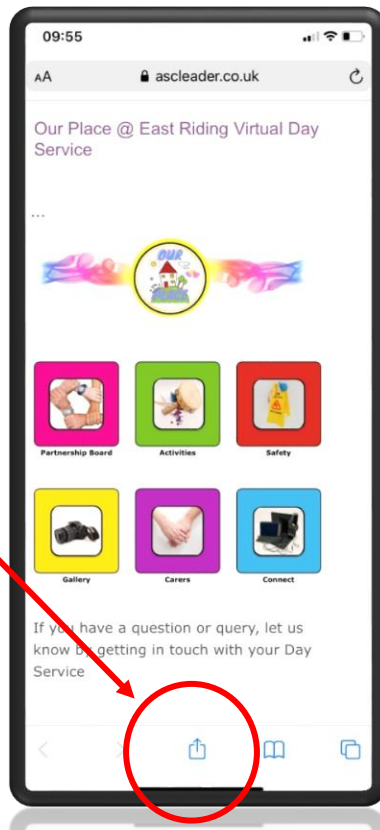 09:55
AA ascleader.co.uk
Our Place @ East Riding Virtual Day
Service
...
OUR
PLACE
Partnership Board Activities Safety
Gallery Carers Connect
If you have a question or query, let us
know by getting in touch with your Day
Service